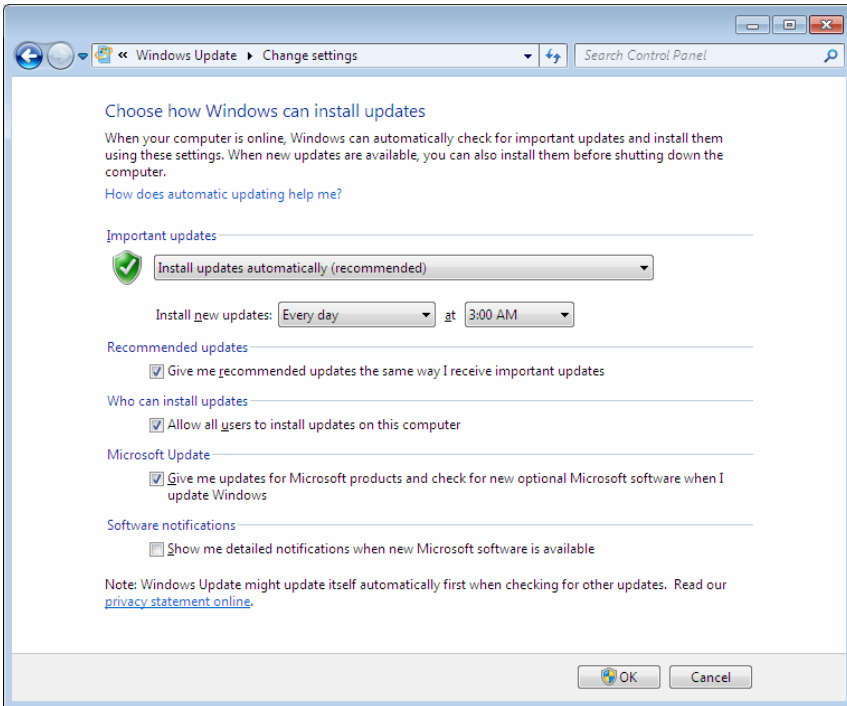 « Windows Update ▸ Change settings
Search Control Panel
Choose how Windows can install updates
When your computer is online, Windows can automatically check for important updates and install them
using these settings. When new updates are available, you can also install them before shutting down the
computer.
How does automatic updating help me?
Important updates
Install updates automatically (recommended)
Install new updates: Every day at 3:00 AM
Recommended updates
Give me recommended updates the same way I receive important updates
Who can install updates
Allow all users to install updates on this computer
Microsoft Update
Give me updates for Microsoft products and check for new optional Microsoft software when I
update Windows
Software notifications
Show me detailed notifications when new Microsoft software is available
Note: Windows Update might update itself automatically first when checking for other updates. Read our
privacy statement online.
OK
Cancel